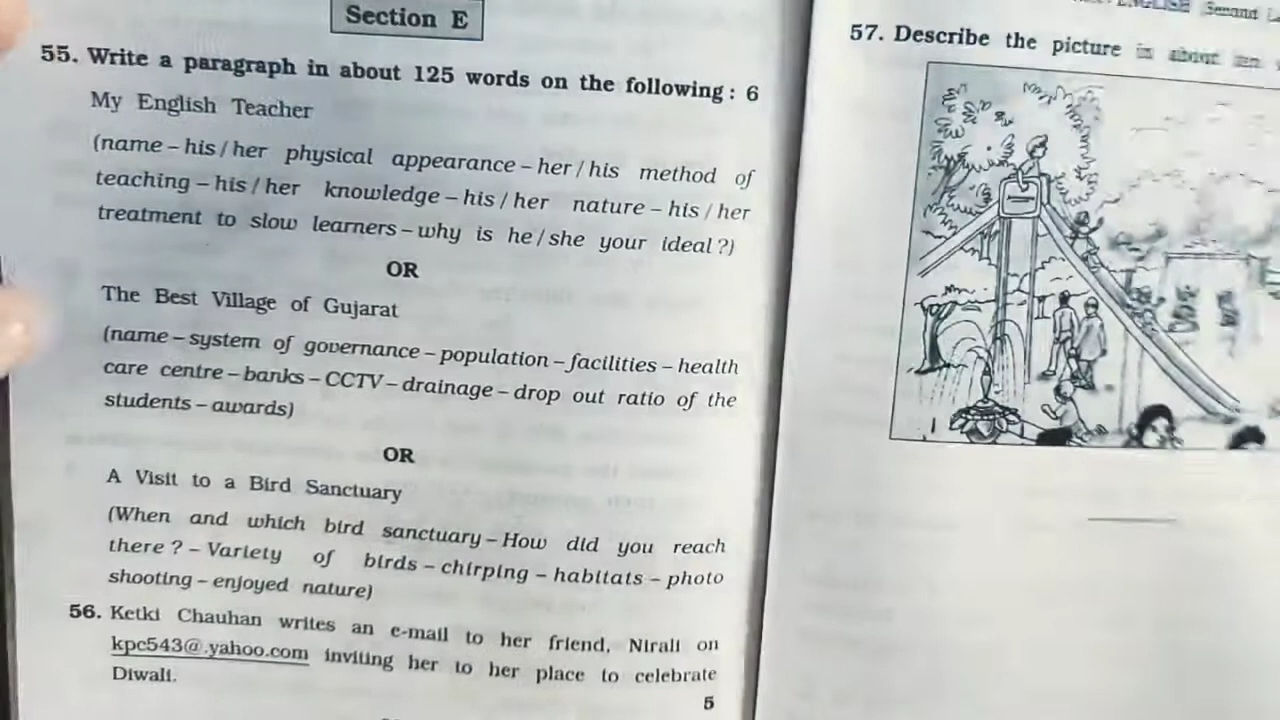 Section E
55. Write a paragraph in about 125 words on the following : 6
My English Teacher
(name – his / her physical appearance – her / his method of
teaching – his / her knowledge – his / her nature – his / her
treatment to slow learners – why is he / she your ideal ?)
OR
The Best Village of Gujarat
(name – system of governance – population – facilities – health
care centre – banks – CCTV – drainage – drop out ratio of the
students – awards)
OR
A Visit to a Bird Sanctuary
(When and which bird sanctuary – How did you reach
there ? – Variety of birds – chirping – habitats – photo
shooting – enjoyed nature)
56. Ketki Chauhan writes an e-mail to her friend, Nirali on
kpc543@.yahoo.com inviting her to her place to celebrate
Diwali.
5
ENGLISH Second
57. Describe the picture in about